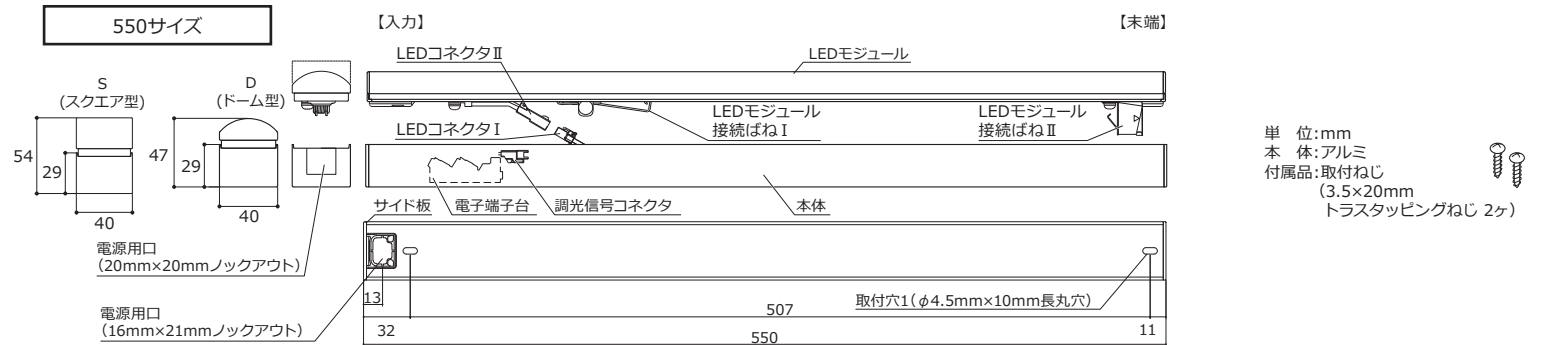 550サイズ
【入力】
【末端】
LEDコネクタⅡ
LEDモジュール
S
(スクエア型)
D
(ドーム型)
LEDモジュール
接続ばねⅠ
LEDモジュール
接続ばねⅡ
LEDコネクタⅠ
54
29
40
47
29
40
単 位:mm
本 体:アルミ
付属品:取付ねじ
(3.5×20mm
トラスタッピングねじ 2ヶ)
サイド板
電子端子台
調光信号コネクタ
本体
電源用口
(20mm×20mmノックアウト)
電源用口
(16mm×21mmノックアウト)
13
取付穴1(φ4.5mm×10mm長丸穴)
507
32
11
550